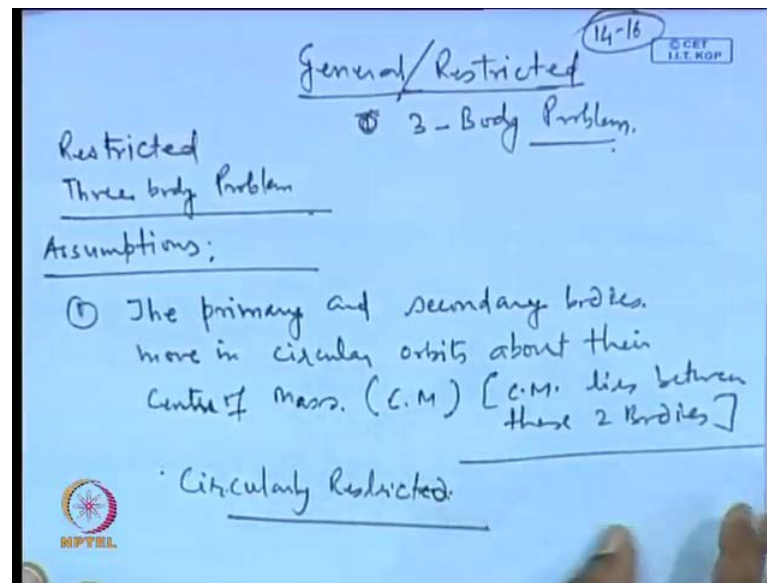 14-16
© CET
I.I.T. KGP
General/Restricted
3-Body Problem.
Restricted
Three body Problem
Assumptions:
① The primary and secondary bodies.
move in circular orbits about their
Centre of mass. (C.M) [C.M. lies between
these 2 Bodies]
Circularly Restricted.
NPTEL